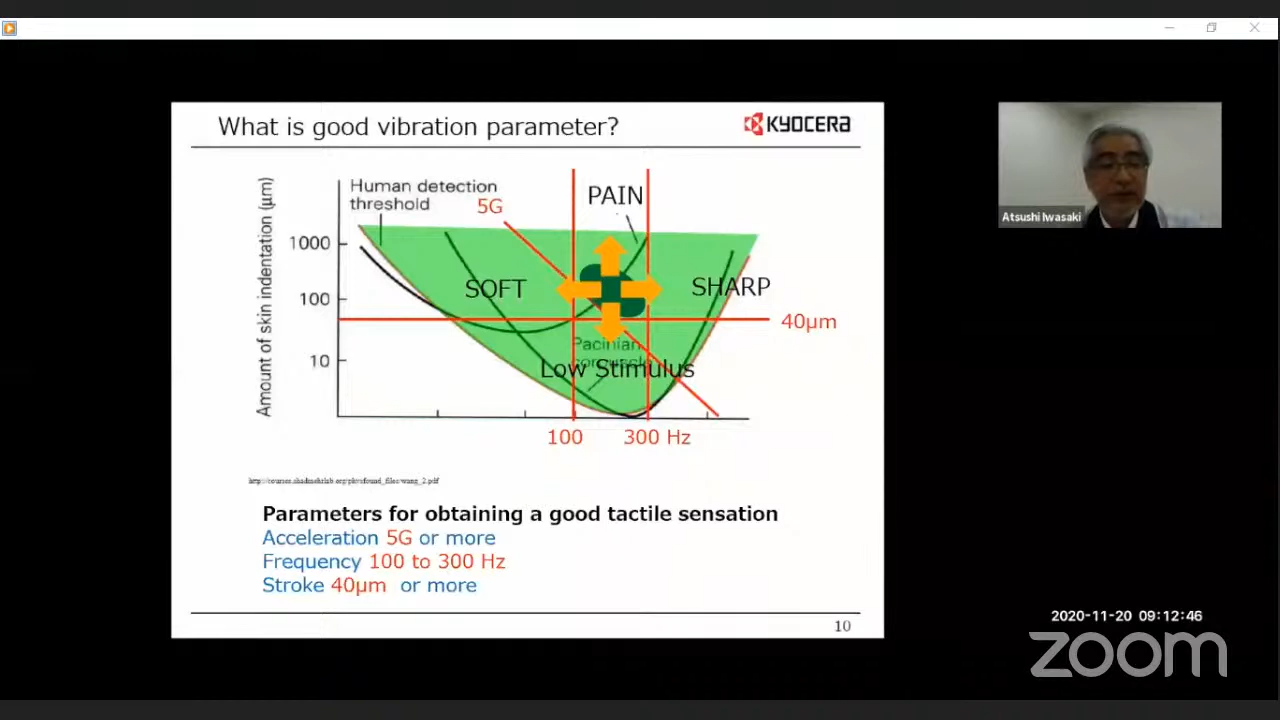 What is good vibration parameter?
KYOCERA
Human detection
threshold
5G
PAIN
Amount of skin indentation (μm)
1000
100
10
SOFT
SHARP
40μm
Pacinian
Low Stimulus
100
300 Hz
Parameters for obtaining a good tactile sensation
Acceleration 5G or more
Frequency 100 to 300 Hz
Stroke 40μm or more
10
Atsushi Iwasaki
2020-11-20 09:12:46
zoom